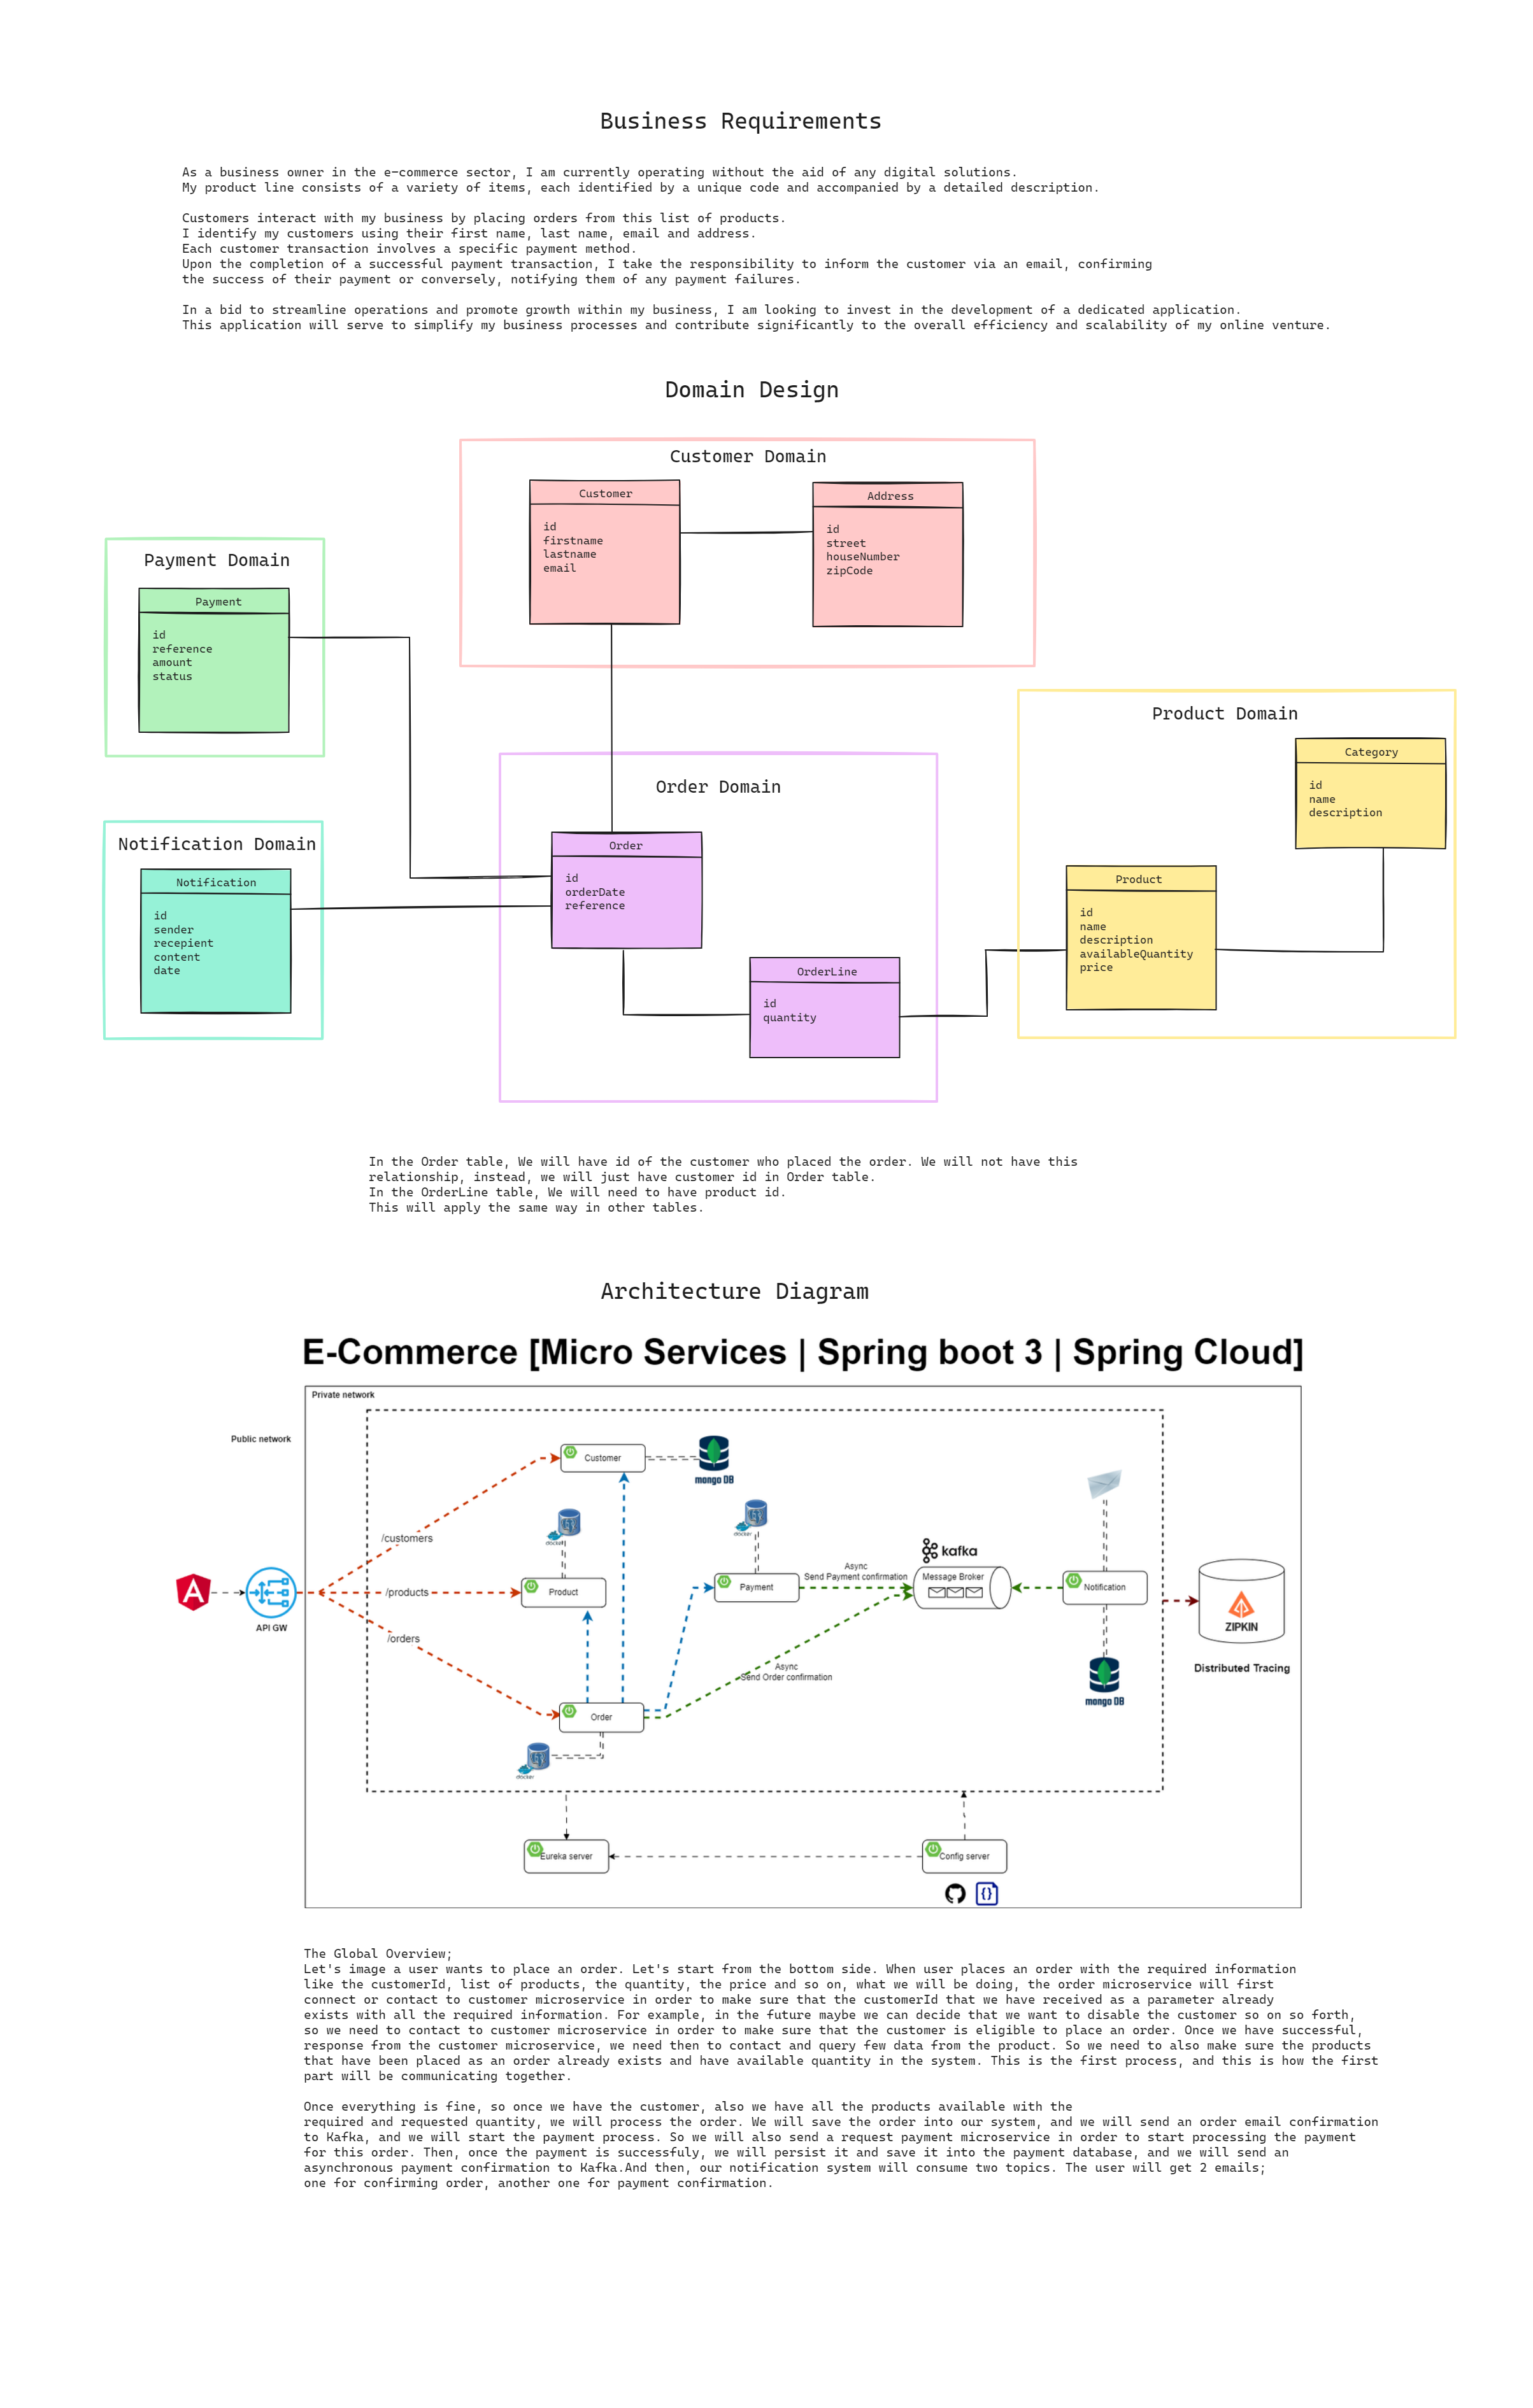 Business Requirements
As a business owner in the e-commerce sector, I am currently operating without the aid of any digital solutions.
My product line consists of a variety of items, each identified by a unique code and accompanied by a detailed description.
Customers interact with my business by placing orders from this list of products.
I identify my customers using their first name, last name, email and address.
Each customer transaction involves a specific payment method.
Upon the completion of a successful payment transaction, I take the responsibility to inform the customer via an email, confirming
the success of their payment or conversely, notifying them of any payment failures.
In a bid to streamline operations and promote growth within my business, I am looking to invest in the development of a dedicated application.
This application will serve to simplify my business processes and contribute significantly to the overall efficiency and scalability of my online venture.
Domain Design
Customer Domain
Customer
id
firstname
lastname
email
Address
id
street
houseNumber
zipCode
Payment Domain
Payment
id
reference
amount
status
Product Domain
Category
id
name
description
Product
id
name
description
availableQuantity
price
Order Domain
Order
id
orderDate
reference
OrderLine
id
quantity
Notification Domain
Notification
id
sender
recepient
content
date
In the Order table, We will have id of the customer who placed the order. We will not have this
relationship, instead, we will just have customer id in Order table.
In the OrderLine table, We will need to have product id.
This will apply the same way in other tables.
Architecture Diagram
E-Commerce [Micro Services | Spring boot 3 | Spring Cloud]
Private network
Public network
Customer
mongo DB
/customers
docker
docker
kafka
Async
Send Payment confirmation
Message Broker
/products
Product
Payment
Notification
A
API GW
ZIPKIN
/orders
Async
Send Order confirmation
Distributed Tracing
mongo DB
Order
docker
Eureka server
Config server
{}
The Global Overview;
Let's image a user wants to place an order. Let's start from the bottom side. When user places an order with the required information
like the customerId, list of products, the quantity, the price and so on, what we will be doing, the order microservice will first
connect or contact to customer microservice in order to make sure that the customerId that we have received as a parameter already
exists with all the required information. For example, in the future maybe we can decide that we want to disable the customer so on so forth,
so we need to contact to customer microservice in order to make sure that the customer is eligible to place an order. Once we have successful,
response from the customer microservice, we need then to contact and query few data from the product. So we need to also make sure the products
that have been placed as an order already exists and have available quantity in the system. This is the first process, and this is how the first
part will be communicating together.
Once everything is fine, so once we have the customer, also we have all the products available with the
required and requested quantity, we will process the order. We will save the order into our system, and we will send an order email confirmation
to Kafka, and we will start the payment process. So we will also send a request payment microservice in order to start processing the payment
for this order. Then, once the payment is successfuly, we will persist it and save it into the payment database, and we will send an
asynchronous payment confirmation to Kafka.And then, our notification system will consume two topics. The user will get 2 emails;
one for confirming order, another one for payment confirmation.